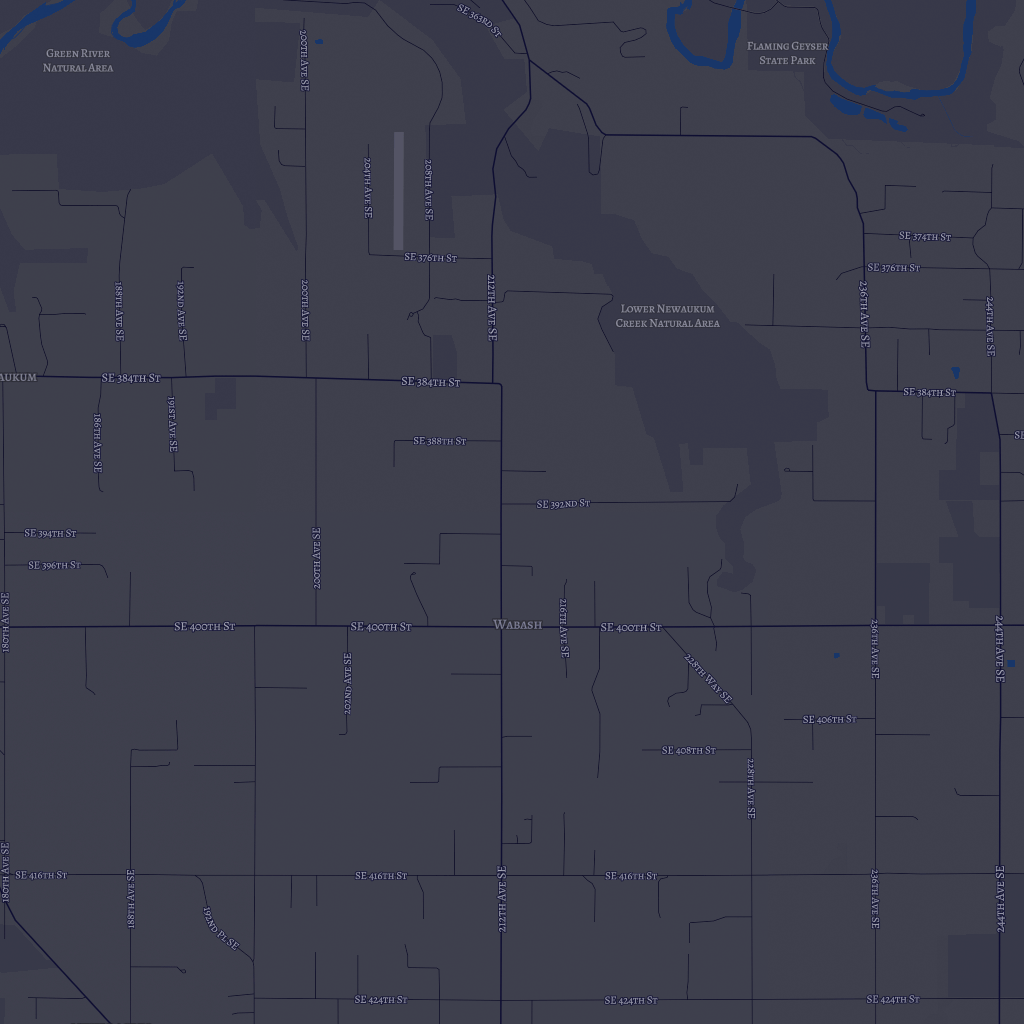 SE 363RD ST
GREEN RIVER
NATURAL AREA
200TH AVE SE
FLAMING GEYSER
STATE PARK
204TH AVE SE
208TH AVE SE
SE 374TH ST
SE 376TH ST
SE 376TH ST
188TH AVE SE
192ND AVE SE
200TH AVE SE
212TH AVE SE
LOWER NEWAUKUM
CREEK NATURAL AREA
236TH AVE SE
244TH AVE SE
AUKUM
SE 384TH ST
SE 384TH ST
SE 384TH ST
186TH AVE SE
191ST AVE SE
SE 388TH ST
SE
SE 392ND ST
SE 394TH ST
200TH AVE SE
SE 396TH ST
180TH AVE SE
SE 400TH ST
SE 400TH ST
WABASH
216TH AVE SE
SE 400TH ST
236TH AVE SE
244TH AVE SE
202ND AVE SE
228TH WAY SE
SE 406TH ST
SE 408TH ST
228TH AVE SE
180TH AVE SE
SE 416TH ST
SE 416TH ST
SE 416TH ST
188TH AVE SE
212TH AVE SE
236TH AVE SE
244TH AVE SE
192ND PL SE
SE 424TH ST
SE 424TH ST
SE 424TH ST